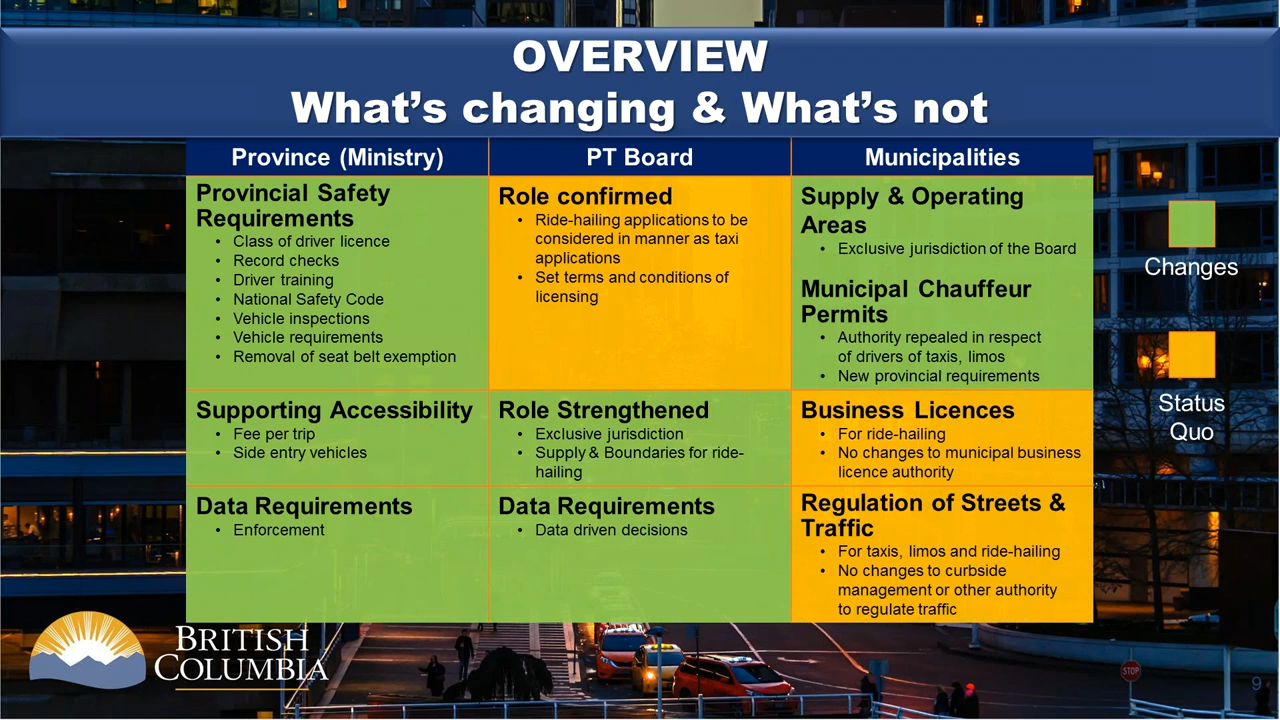 OVERVIEW
What's changing & What's not
Province (Ministry)
PT Board
Municipalities
Provincial Safety
Requirements
• Class of driver licence
• Record checks
• Driver training
• National Safety Code
• Vehicle inspections
• Vehicle requirements
• Removal of seat belt exemption
Role confirmed
• Ride-hailing applications to be
considered in manner as taxi
applications
• Set terms and conditions of
licensing
Supply & Operating
Areas
• Exclusive jurisdiction of the Board
Municipal Chauffeur
Permits
• Authority repealed in respect
of drivers of taxis, limos
• New provincial requirements
Supporting Accessibility
• Fee per trip
• Side entry vehicles
Role Strengthened
• Exclusive jurisdiction
• Supply & Boundaries for ride-
hailing
Business Licences
• For ride-hailing
• No changes to municipal business
licence authority
Data Requirements
• Enforcement
Data Requirements
• Data driven decisions
Regulation of Streets &
Traffic
• For taxis, limos and ride-hailing
• No changes to curbside
management or other authority
to regulate traffic
Changes
Status
Quo
BRITISH
COLUMBIA
STOP
9